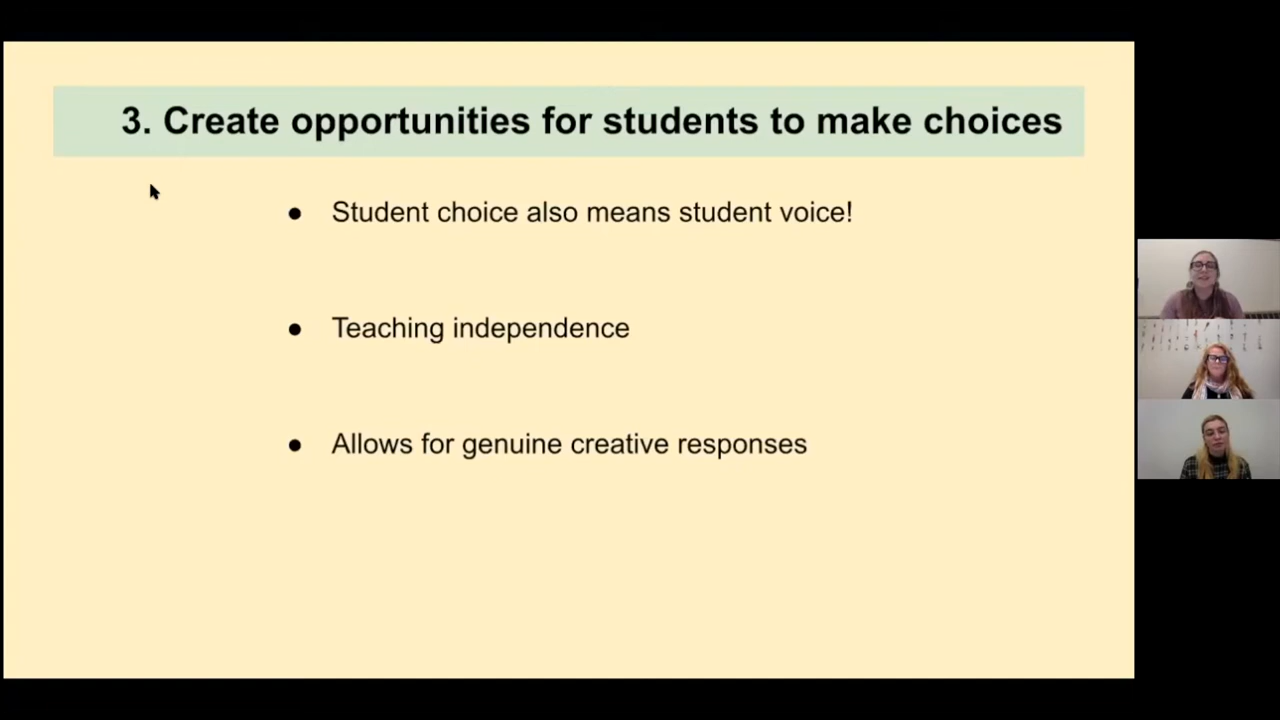 3. Create opportunities for students to make choices
● Student choice also means student voice!
● Teaching independence
● Allows for genuine creative responses